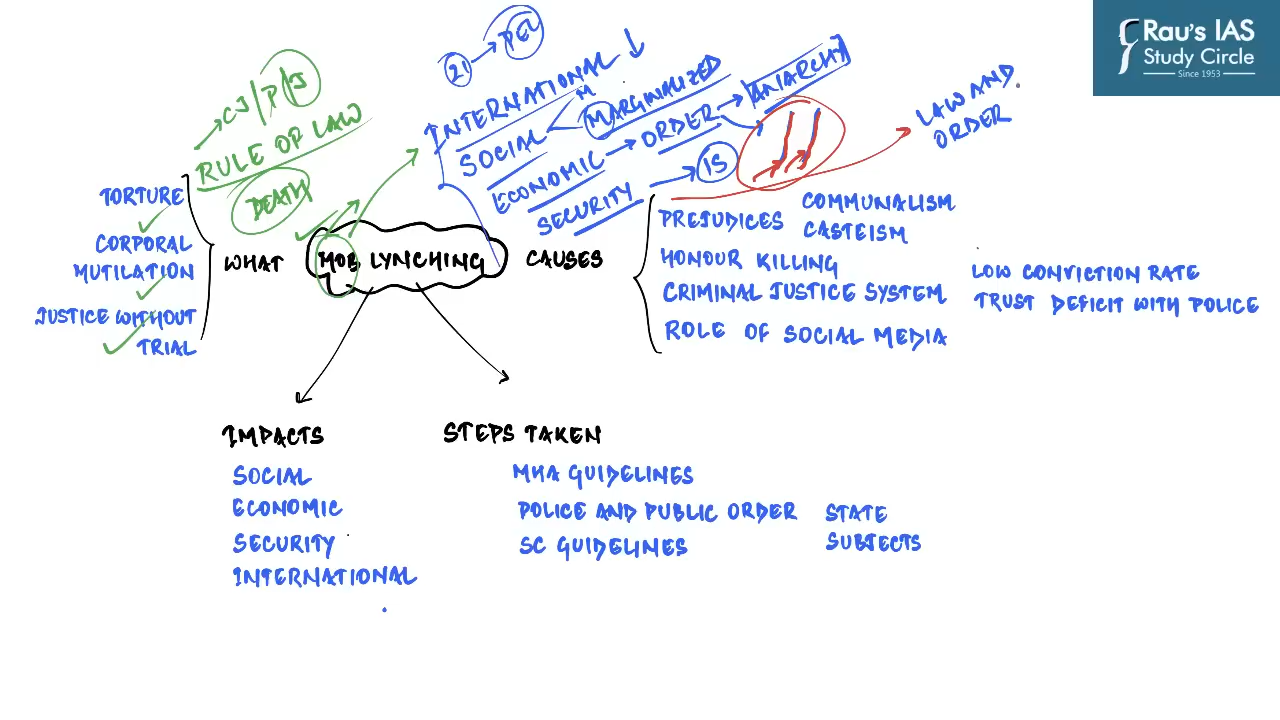 Rau's IAS
Study Circle
Since 1953
21 → PEL
CJ/P/J
RULE OF LAW
DEATH
INTERNATIONAL ↓
SOCIAL
M
MARGINALIZED
ECONOMIC → ORDER → ANARCHY
SECURITY → IS
LAW AND
ORDER
TORTURE
CORPORAL
MUTILATION
JUSTICE WITHOUT
TRIAL
WHAT
MOB LYNCHING
CAUSES
PREJUDICES
COMMUNALISM
CASTEISM
HONOUR KILLING
CRIMINAL JUSTICE SYSTEM
LOW CONVICTION RATE
TRUST DEFICIT WITH POLICE
ROLE OF SOCIAL MEDIA
IMPACTS
SOCIAL
ECONOMIC
SECURITY
INTERNATIONAL
STEPS TAKEN
MHA GUIDELINES
POLICE AND PUBLIC ORDER
STATE
SUBJECTS
SC GUIDELINES